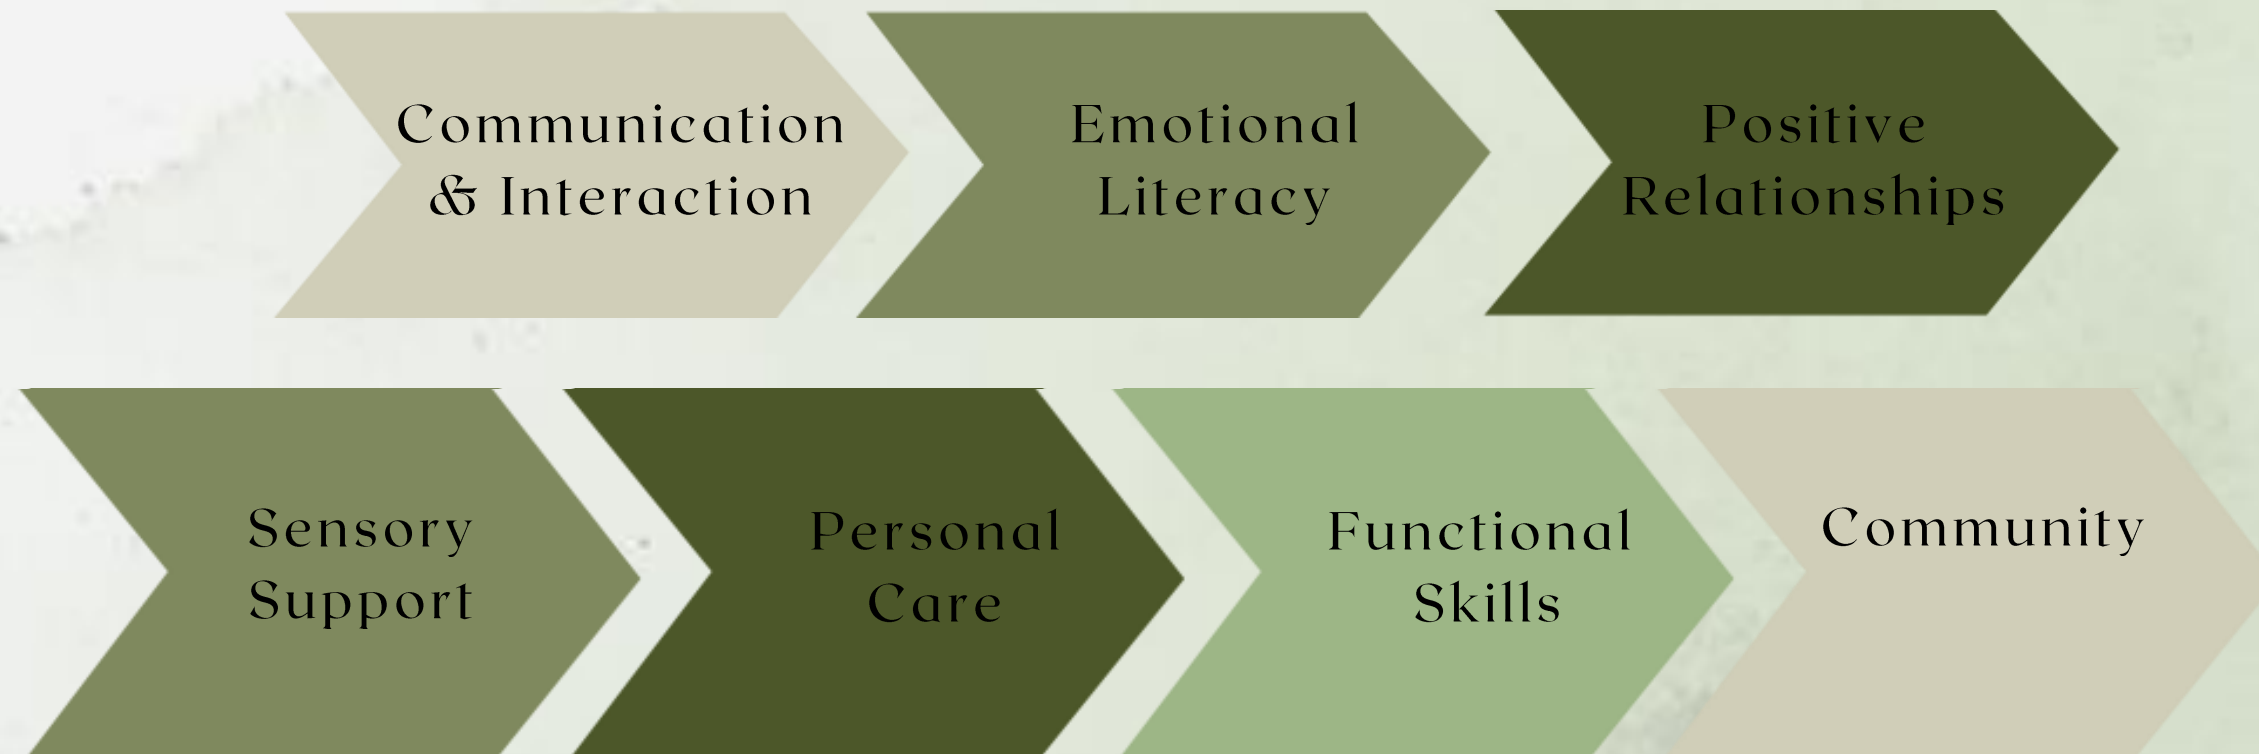 Communication
& Interaction
Emotional
Literacy
Positive
Relationships
Sensory
Support
Personal
Care
Functional
Skills
Community